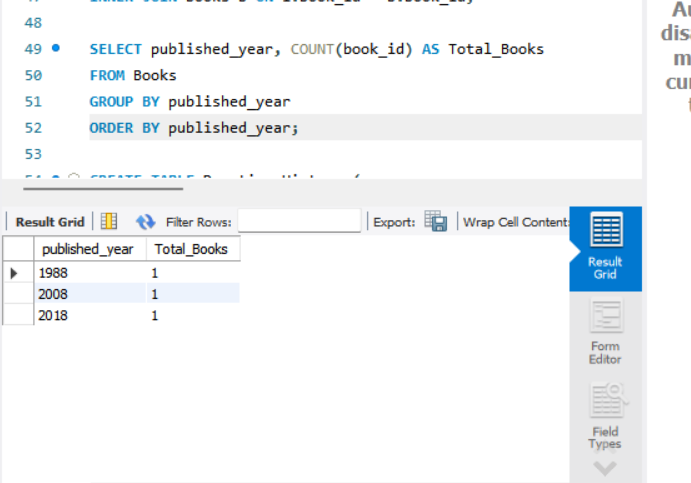 48
49 SELECT published_year, COUNT(book_id) AS Total_Books
50 FROM Books
51 GROUP BY published_year
52 ORDER BY published_year;
53
Result Grid Filter Rows: Export: Wrap Cell Content:
published_year Total_Books
1988 1
2008 1
2018 1
Result
Grid
Form
Editor
Field
Types